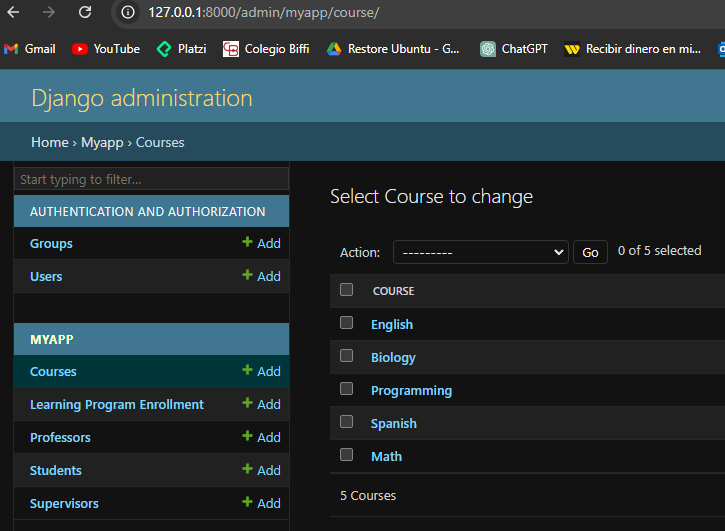 127.0.0.1:8000/admin/myapp/course/
Gmail YouTube Platzi Colegio Biffi Restore Ubuntu - G... ChatGPT Recibir dinero en mi...
Django administration
Home › Myapp › Courses
Start typing to filter...
AUTHENTICATION AND AUTHORIZATION
Groups + Add
Users + Add
MYAPP
Courses + Add
Learning Program Enrollment + Add
Professors + Add
Students + Add
Supervisors + Add
Select Course to change
Action: --------- Go 0 of 5 selected
COURSE
English
Biology
Programming
Spanish
Math
5 Courses